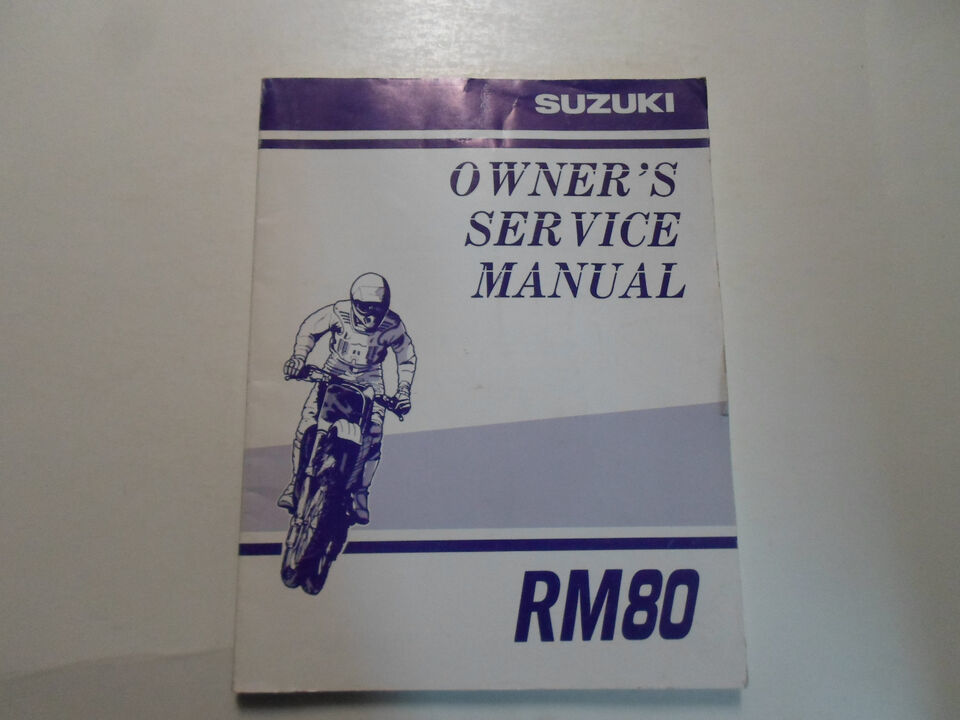 SUZUKI
OWNER'S
SERVICE
MANUAL
RM80